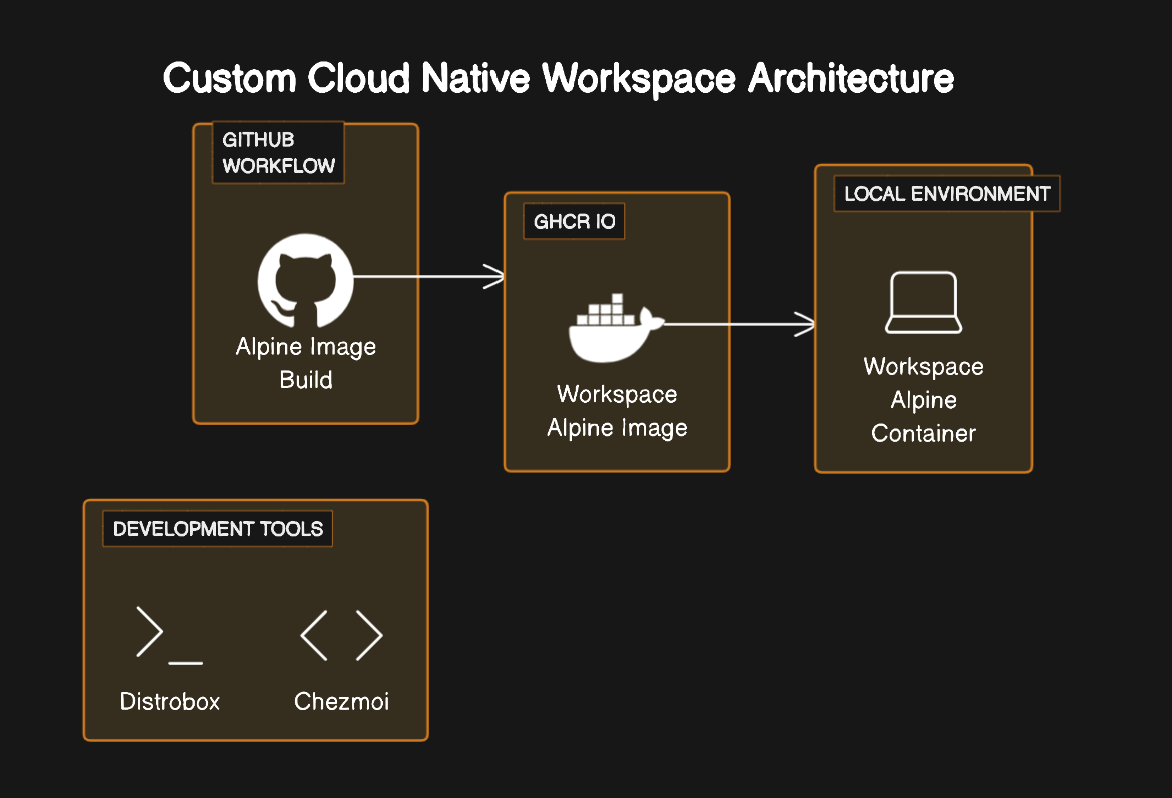 Custom Cloud Native Workspace Architecture
GITHUB
WORKFLOW
Alpine Image
Build
GHCR IO
Workspace
Alpine Image
LOCAL ENVIRONMENT
Workspace
Alpine
Container
DEVELOPMENT TOOLS
Distrobox
Chezmoi